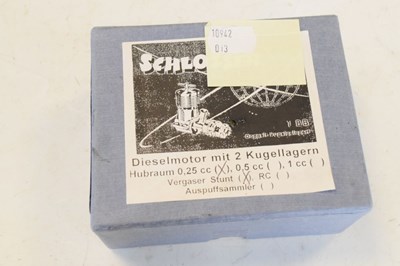 10942
013
SCHLO
Dieselmotor mit 2 Kugellagern
Hubraum 0,25 cc (X), 0,5 cc ( ), 1 cc ( )
Vergaser Stunt (X), RC ( )
Auspuffsammler ( )